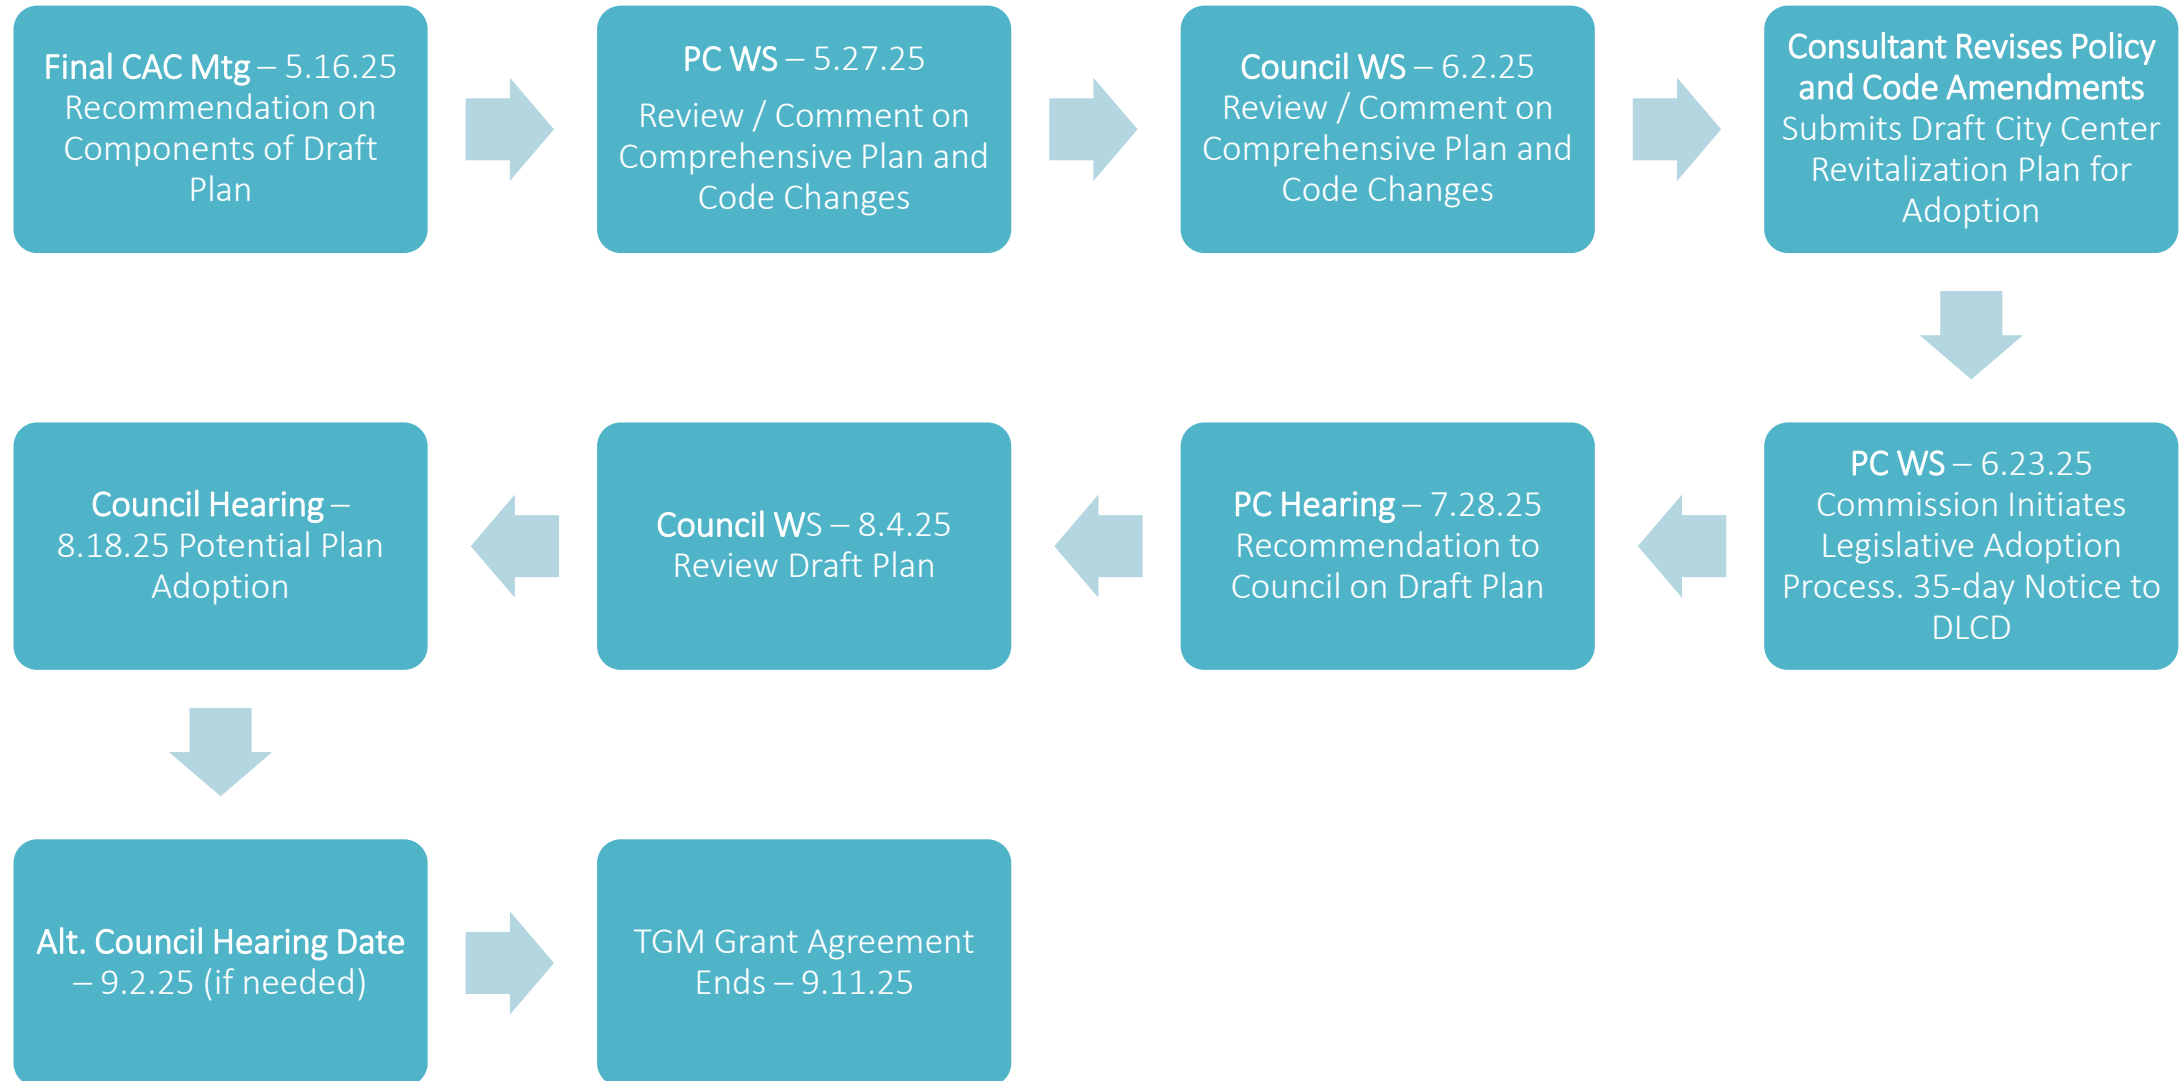 Final CAC Mtg – 5.16.25
Recommendation on
Components of Draft
Plan
PC WS – 5.27.25
Review / Comment on
Comprehensive Plan and
Code Changes
Council WS – 6.2.25
Review / Comment on
Comprehensive Plan and
Code Changes
Consultant Revises Policy
and Code Amendments
Submits Draft City Center
Revitalization Plan for
Adoption
PC WS – 6.23.25
Commission Initiates
Legislative Adoption
Process. 35-day Notice to
DLCD
PC Hearing – 7.28.25
Recommendation to
Council on Draft Plan
Council WS – 8.4.25
Review Draft Plan
Council Hearing –
8.18.25 Potential Plan
Adoption
Alt. Council Hearing Date
– 9.2.25 (if needed)
TGM Grant Agreement
Ends – 9.11.25